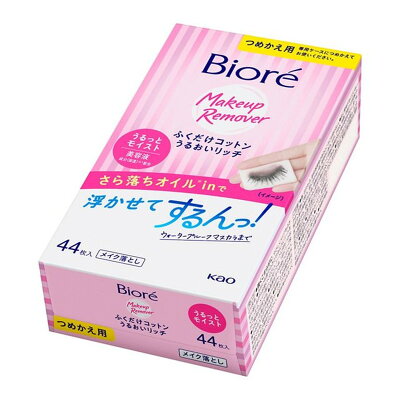 つめかえ用
専用ケースにつめかえて
お使いください。
Bioré
Makeup
Remover
うるっと
モイスト
美容液
ふくだけコットン
うるおいリッチ
(イメージ)
さら落ちオイル*inで
浮かせてするんっ!
ウォータープルーフマスカラまで
44枚入
メイク落とし
Kao
Bioré
うるっと
モイスト
ふくだけコットン
うるおいリッチ
つめかえ用
44枚入
メイク落とし